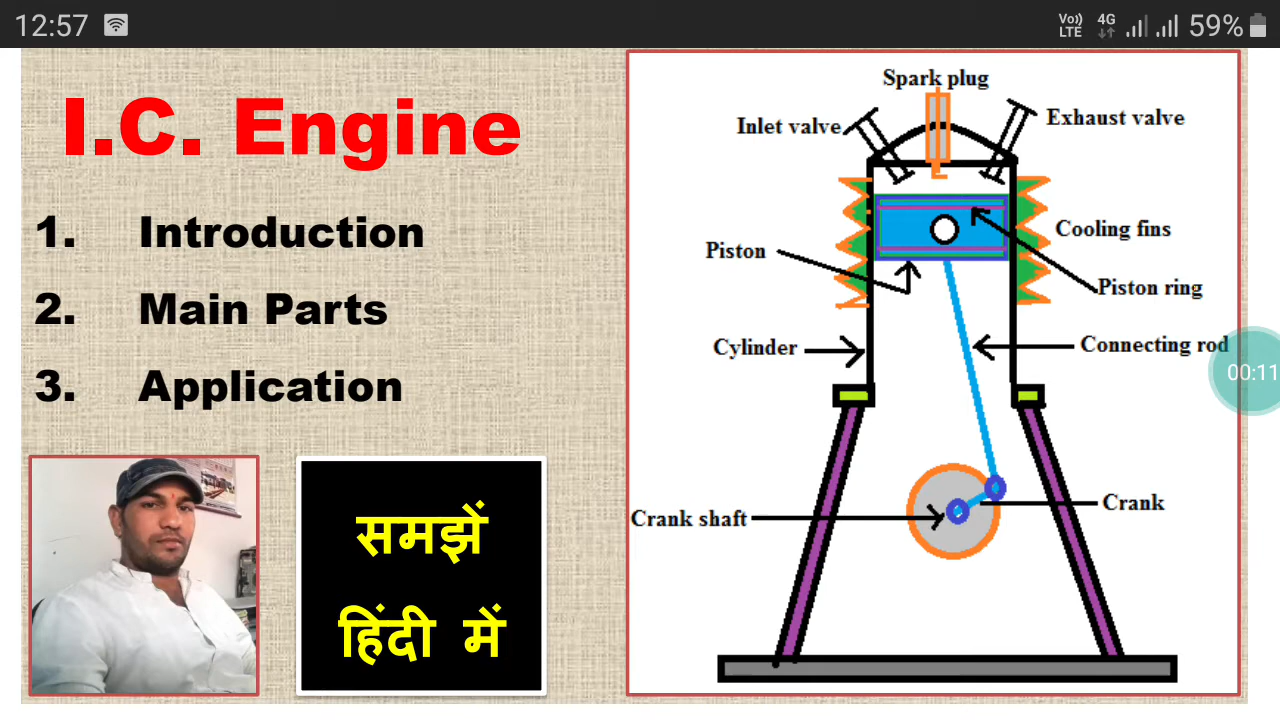 12:57
Vo)) LTE 4G 59%
I.C. Engine
1. Introduction
2. Main Parts
3. Application
समझें
हिंदी में
Spark plug
Inlet valve
Exhaust valve
Cooling fins
Piston
Piston ring
Cylinder
Connecting rod
00:11
Crank shaft
Crank